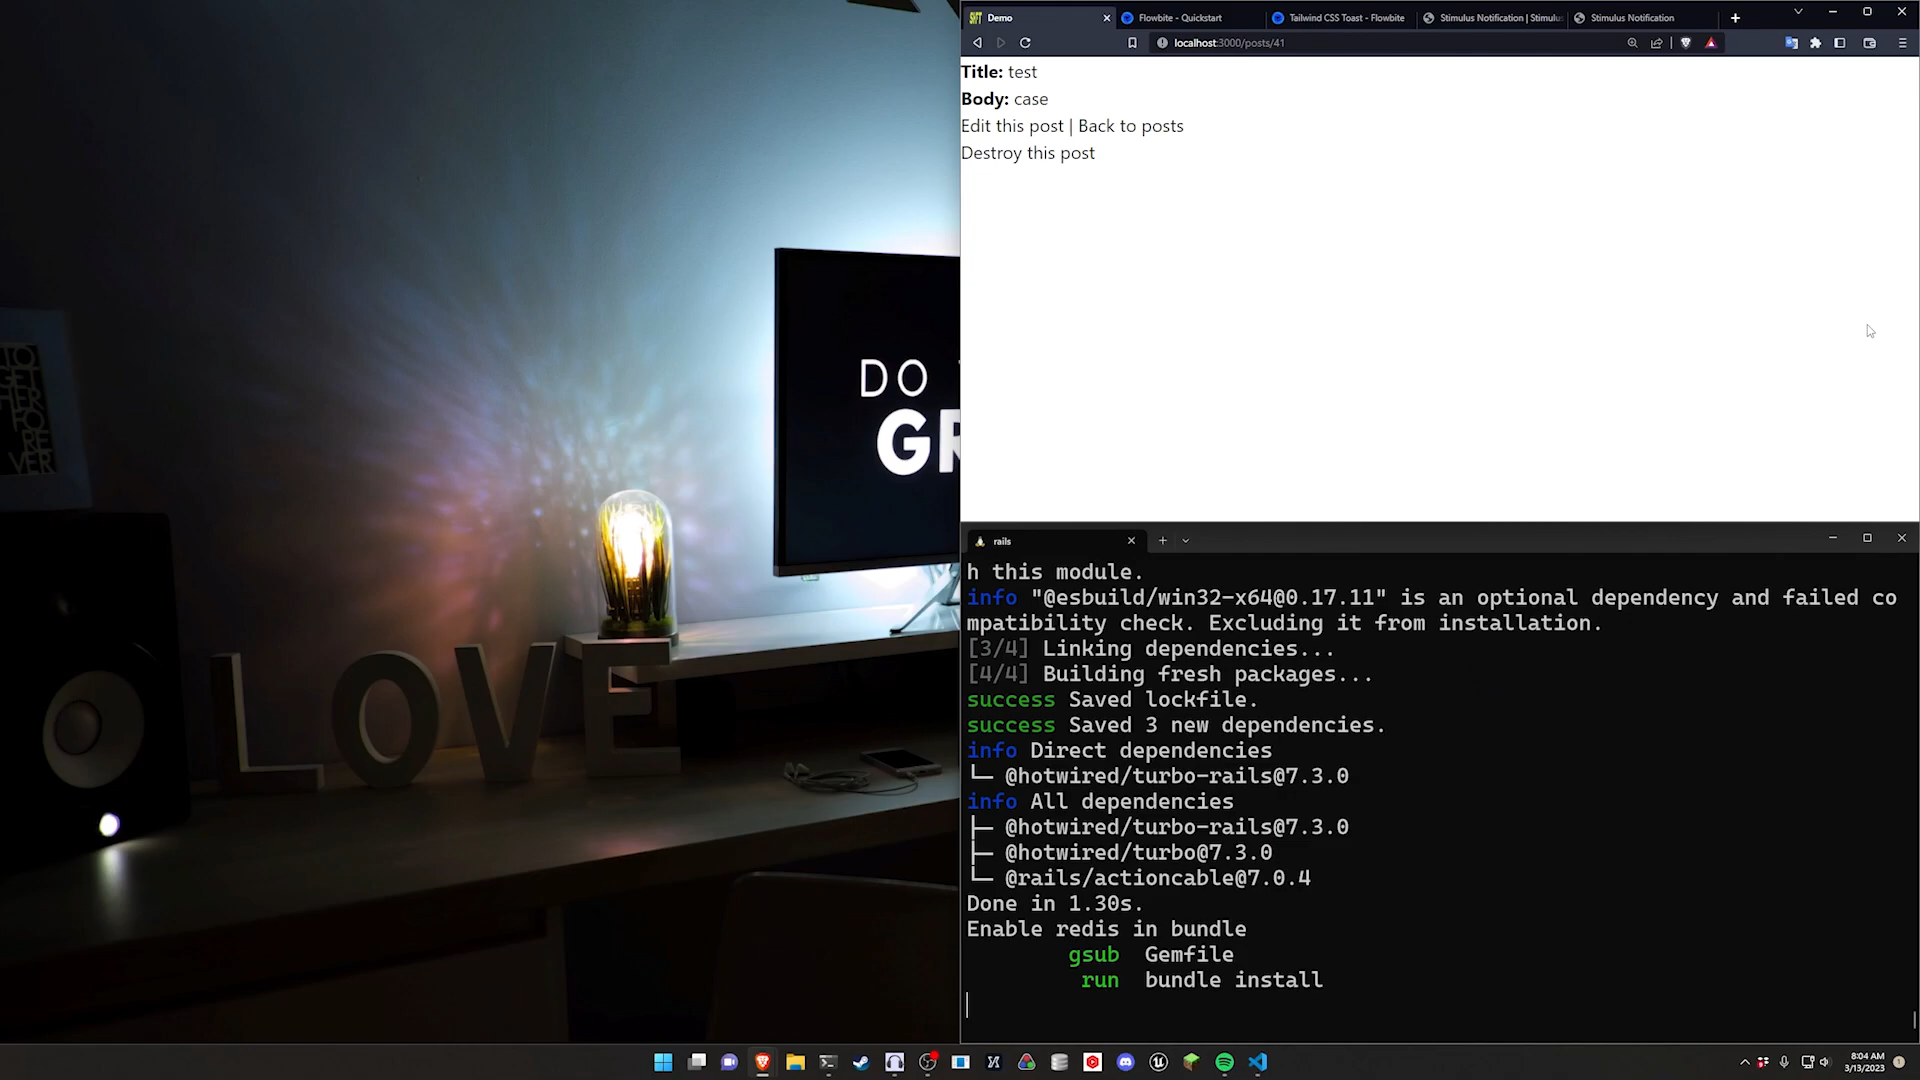 Demo
Flowbite - Quickstart
Tailwind CSS Toast - Flowbite
Stimulus Notification | Stimulus
Stimulus Notification
localhost:3000/posts/41
Title: test
Body: case
Edit this post | Back to posts
Destroy this post
TO
GET
HER
FO
RE
VER
DO
GR
LOVE
rails
h this module.
info "@esbuild/win32-x64@0.17.11" is an optional dependency and failed co
mpatibility check. Excluding it from installation.
[3/4] Linking dependencies...
[4/4] Building fresh packages...
success Saved lockfile.
success Saved 3 new dependencies.
info Direct dependencies
└─ @hotwired/turbo-rails@7.3.0
info All dependencies
├─ @hotwired/turbo-rails@7.3.0
├─ @hotwired/turbo@7.3.0
└─ @rails/actioncable@7.0.4
Done in 1.30s.
Enable redis in bundle
gsub Gemfile
run bundle install
8:04 AM
3/13/2023